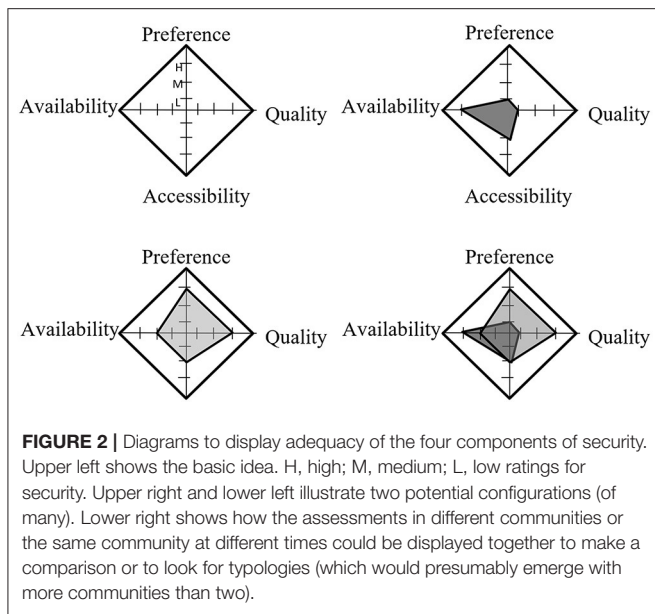 Preference
H
M
L
Availability
Quality
Accessibility
Preference
Availability
Quality
Accessibility
Preference
Availability
Quality
Preference
Availability
Quality
FIGURE 2 | Diagrams to display adequacy of the four components of security.
Upper left shows the basic idea. H, high; M, medium; L, low ratings for
security. Upper right and lower left illustrate two potential configurations (of
many). Lower right shows how the assessments in different communities or
the same community at different times could be displayed together to make a
comparison or to look for typologies (which would presumably emerge with
more communities than two).